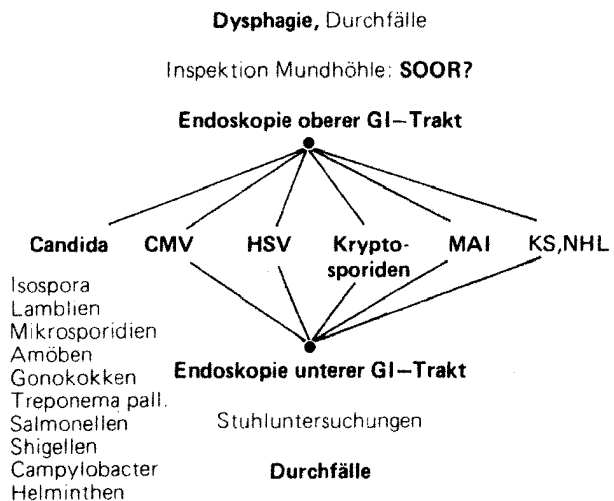 Dysphagie, Durchfälle
Inspektion Mundhöhle: SOOR?
Endoskopie oberer GI–Trakt
Candida CMV HSV Krypto- MAI KS,NHL
sporiden
Isospora
Lamblien
Mikrosporidien
Amöben
Gonokokken
Endoskopie unterer GI–Trakt
Treponema pall.
Salmonellen
Stuhluntersuchungen
Shigellen
Campylobacter
Durchfälle
Helminthen